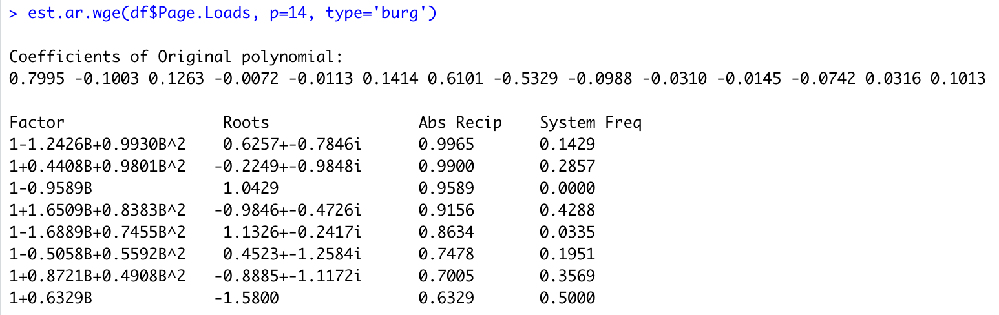 > est.ar.wge(df$Page.Loads, p=14, type='burg')
Coefficients of Original polynomial:
0.7995 -0.1003 0.1263 -0.0072 -0.0113 0.1414 0.6101 -0.5329 -0.0988 -0.0310 -0.0145 -0.0742 0.0316 0.1013
Factor Roots Abs Recip System Freq
1-1.2426B+0.9930B^2 0.6257+-0.7846i 0.9965 0.1429
1+0.4408B+0.9801B^2 -0.2249+-0.9848i 0.9900 0.2857
1-0.9589B 1.0429 0.9589 0.0000
1+1.6509B+0.8383B^2 -0.9846+-0.4726i 0.9156 0.4288
1-1.6889B+0.7455B^2 1.1326+-0.2417i 0.8634 0.0335
1-0.5058B+0.5592B^2 0.4523+-1.2584i 0.7478 0.1951
1+0.8721B+0.4908B^2 -0.8885+-1.1172i 0.7005 0.3569
1+0.6329B -1.5800 0.6329 0.5000